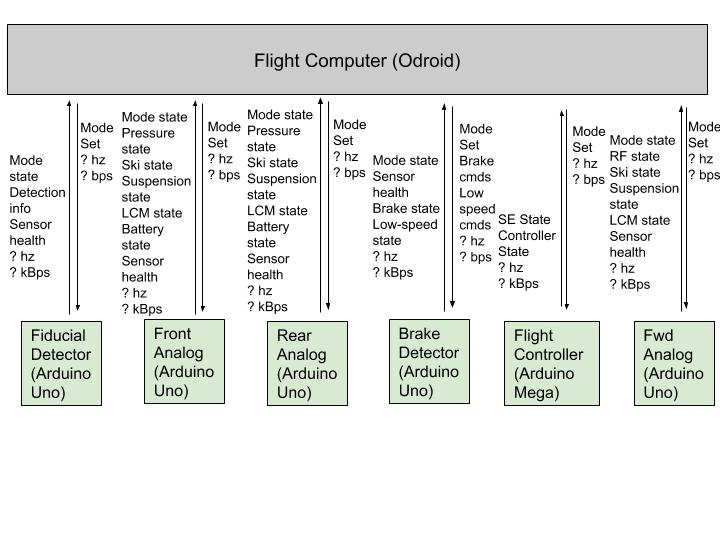 Flight Computer (Odroid)
Mode
state
Detection
info
Sensor
health
? hz
? kBps
Mode
Set
? hz
? bps
Mode state
Pressure
state
Ski state
Suspension
state
LCM state
Battery
state
Sensor
health
? hz
? kBps
Mode
Set
? hz
? bps
Mode state
Pressure
state
Ski state
Suspension
state
LCM state
Battery
state
Sensor
health
? hz
? kBps
Mode
Set
? hz
? bps
Mode state
Sensor
health
Brake state
Low-speed
state
? hz
? kBps
Mode
Set
Brake
cmds
Low
speed
cmds
? hz
? bps
SE State
Controller
State
? hz
? kBps
Mode
Set
? hz
? bps
Mode state
RF state
Ski state
Suspension
state
LCM state
Sensor
health
? hz
? kBps
Mode
Set
? hz
? bps
Fiducial
Detector
(Arduino
Uno)
Front
Analog
(Arduino
Uno)
Rear
Analog
(Arduino
Uno)
Brake
Detector
(Arduino
Uno)
Flight
Controller
(Arduino
Mega)
Fwd
Analog
(Arduino
Uno)